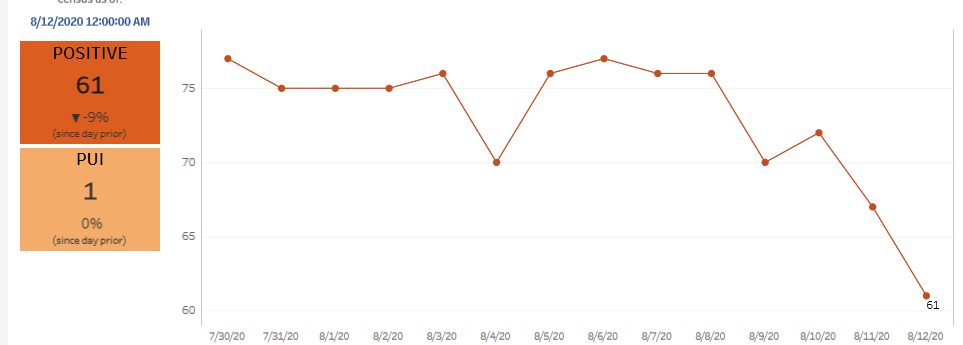 Census as of:
8/12/2020 12:00:00 AM
POSITIVE
61
▼-9%
(since day prior)
PUI
1
0%
(since day prior)
75
70
65
60
61
7/30/20 7/31/20 8/1/20 8/2/20 8/3/20 8/4/20 8/5/20 8/6/20 8/7/20 8/8/20 8/9/20 8/10/20 8/11/20 8/12/20